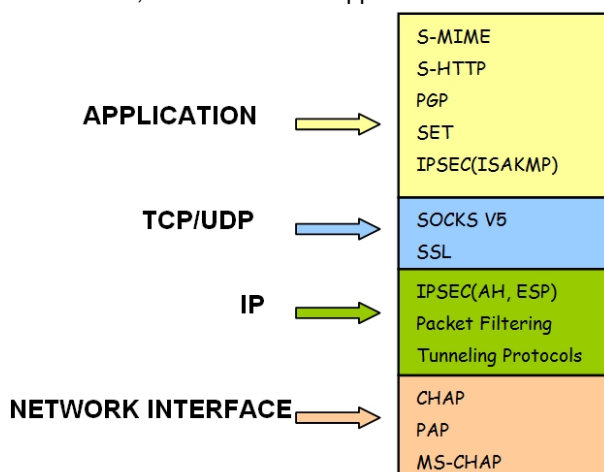 APPLICATION
S-MIME
S-HTTP
PGP
SET
IPSEC(ISAKMP)
TCP/UDP
SOCKS V5
SSL
IP
IPSEC(AH, ESP)
Packet Filtering
Tunneling Protocols
NETWORK INTERFACE
CHAP
PAP
MS-CHAP